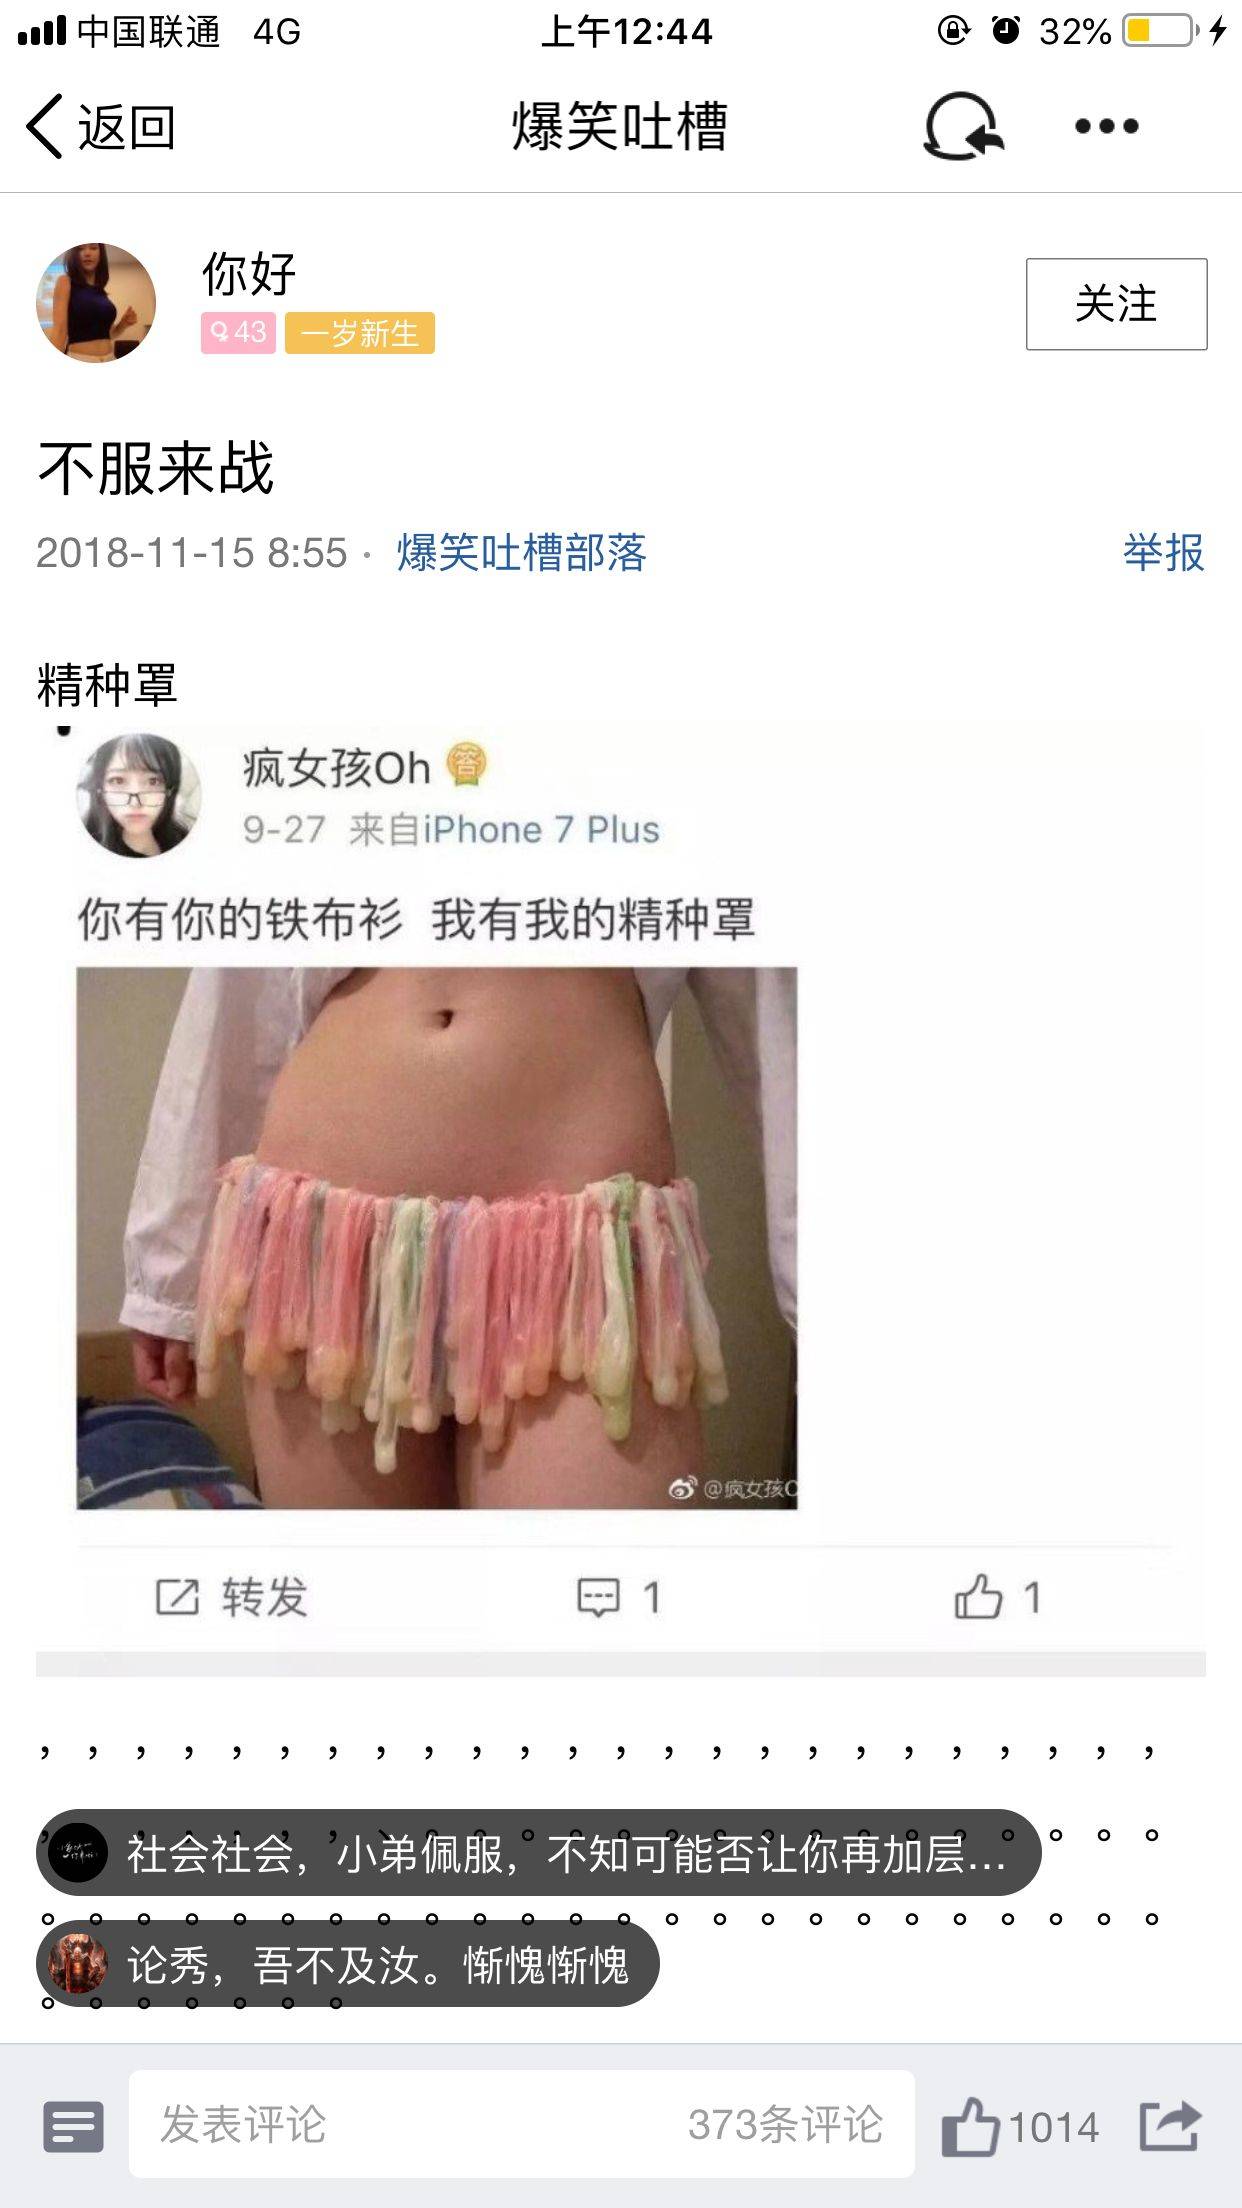 中国联通 4G 上午12:44 32%
返回 爆笑吐槽
你好
43 一岁新生
关注
不服来战
2018-11-15 8:55 · 爆笑吐槽部落 举报
精种罩
疯女孩Oh 答
9-27 来自iPhone 7 Plus
你有你的铁布衫 我有我的精种罩
@疯女孩O
转发 1 1
，，，，，，，，，，，，，，，，，，，，，，，，
社会社会，小弟佩服，不知可能否让你再加层...
。。。。。。。。。。。。。。。。。。。。。。。。
论秀，吾不及汝。惭愧惭愧
发表评论 373条评论 1014